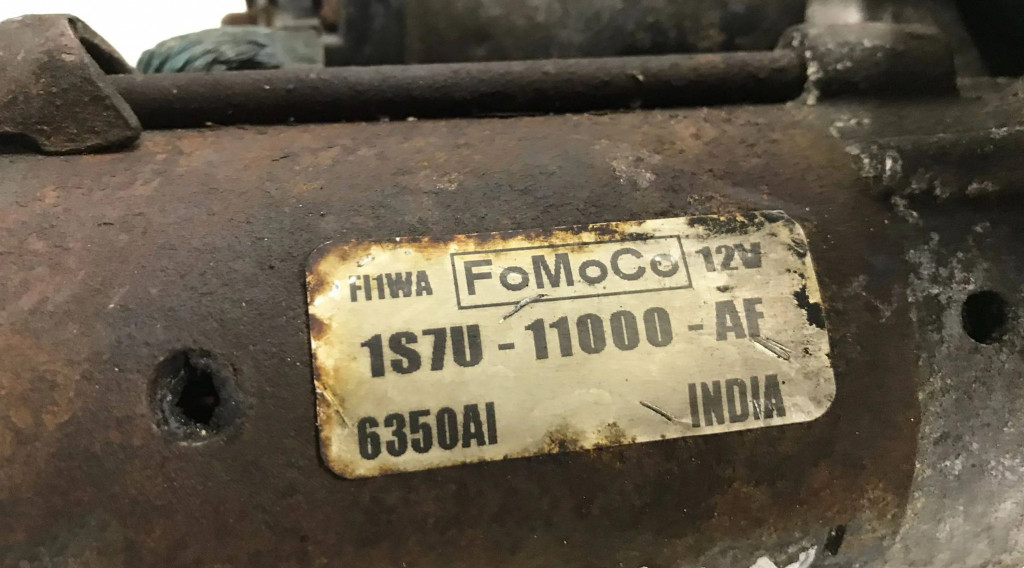 FI1WA FoMoCo 12V
1S7U - 11000 - AF
6350AI INDIA